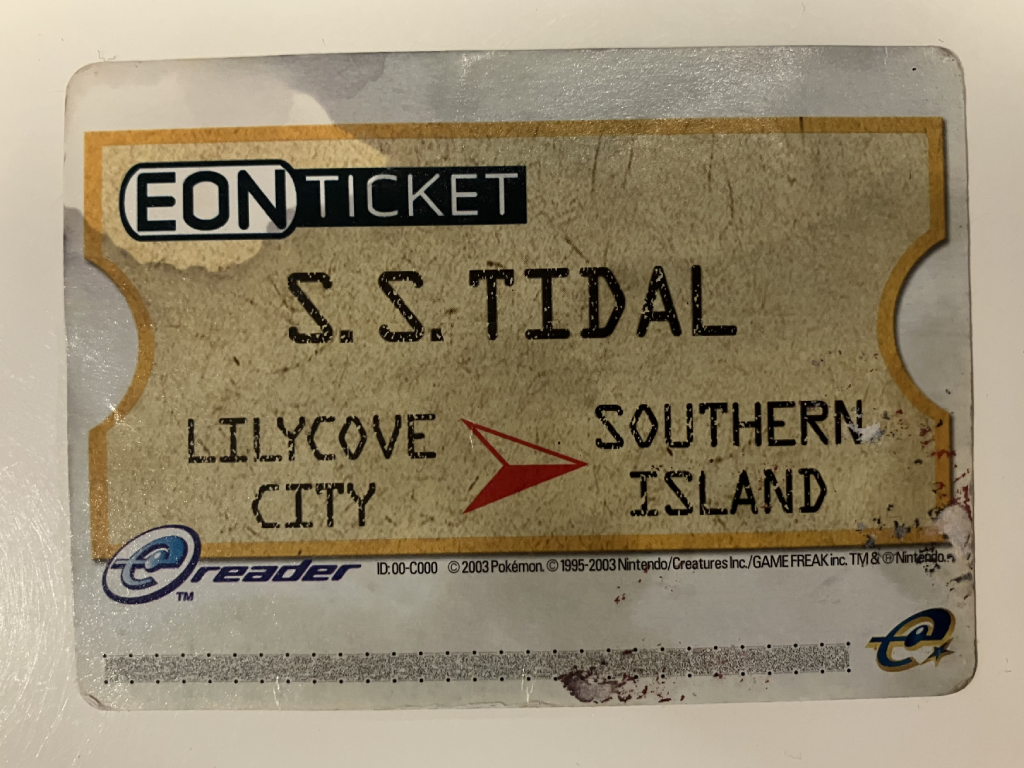 EON TICKET
S.S. TIDAL
LILYCOVE
CITY
SOUTHERN
ISLAND
e reader TM
ID:00-C000 © 2003 Pokémon. © 1995-2003 Nintendo/Creatures Inc./GAME FREAK inc. TM & ® Nintendo.
e